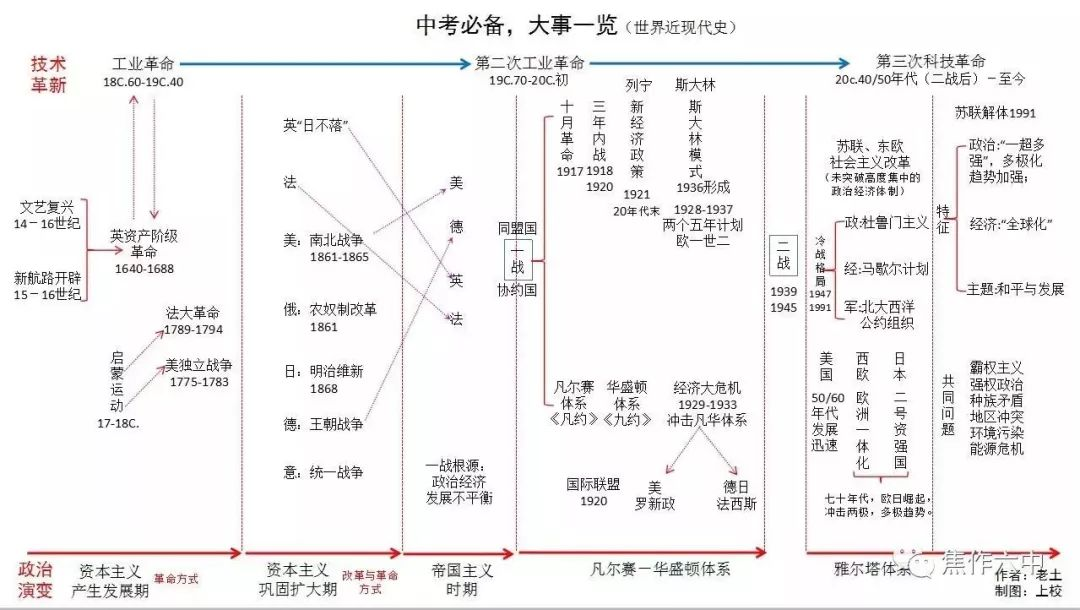 中考必备，大事一览（世界近现代史）
技术
革新
工业革命
18C.60-19C.40
第二次工业革命
19C.70-20C.初
第三次科技革命
20c.40/50年代（二战后）－至今
文艺复兴
14－16世纪
新航路开辟
15－16世纪
英资产阶级
革命
1640-1688
法大革命
1789-1794
美独立战争
1775-1783
启蒙运动
17-18C.
英“日不落”
法
美：南北战争
1861-1865
俄：农奴制改革
1861
日：明治维新
1868
德：王朝战争
意：统一战争
美
德
英
法
一战根源：
政治经济
发展不平衡
同盟国
一战
协约国
十月革命
1917
三年内战
1918
1920
列宁
新经济政策
1921
20年代末
斯大林
斯大林模式
1936形成
1928-1937
两个五年计划
欧一世二
凡尔赛
体系
《凡约》
华盛顿
体系
《九约》
经济大危机
1929-1933
冲击凡华体系
国际联盟
1920
美
罗新政
德日
法西斯
二战
1939
1945
苏联、东欧
社会主义改革
（未突破高度集中的
政治经济体制）
冷战格局
1947
1991
政:杜鲁门主义
经:马歇尔计划
军:北大西洋
公约组织
美国
50/60
年代
发展
迅速
西欧
欧洲一体化
日本
二号资强国
七十年代，欧日崛起，
冲击两极，多极趋势。
苏联解体1991
特征
政治:“一超多
强”，多极化
趋势加强；
经济:“全球化”
主题:和平与发展
共同问题
霸权主义
强权政治
种族矛盾
地区冲突
环境污染
能源危机
政治
演变
资本主义
产生发展期
革命方式
资本主义
巩固扩大期
改革与革命
方式
帝国主义
时期
凡尔赛－华盛顿体系
雅尔塔体系
焦作六中
作者：老土
制图：上校